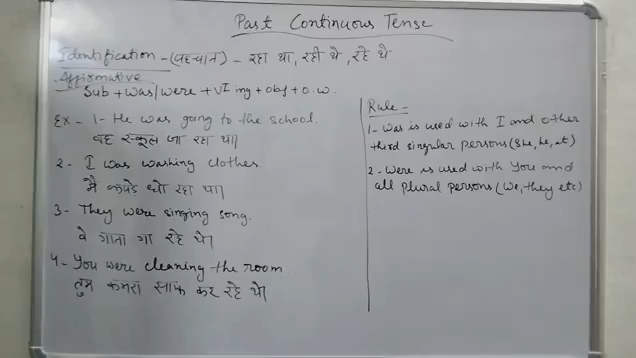 Past Continuous Tense
Identification - (पहचान) - रहा था, रही थे, रहे थे
Affirmative
Sub + was/were + VI ing + obj + o.w.
Ex - 1- He was going to the school.
वह स्कूल जा रहा था।
2- I was washing clothes.
मै कपडे धो रहा था।
3- They were singing song.
वे गाना गा रहे थे।
4- You were cleaning the room
तुम कमरा साफ कर रहे थे।
Rule -
1- Was is used with I and other
third singular persons (she, he, it)
2- Were is used with You and
all plural persons (We, they etc)